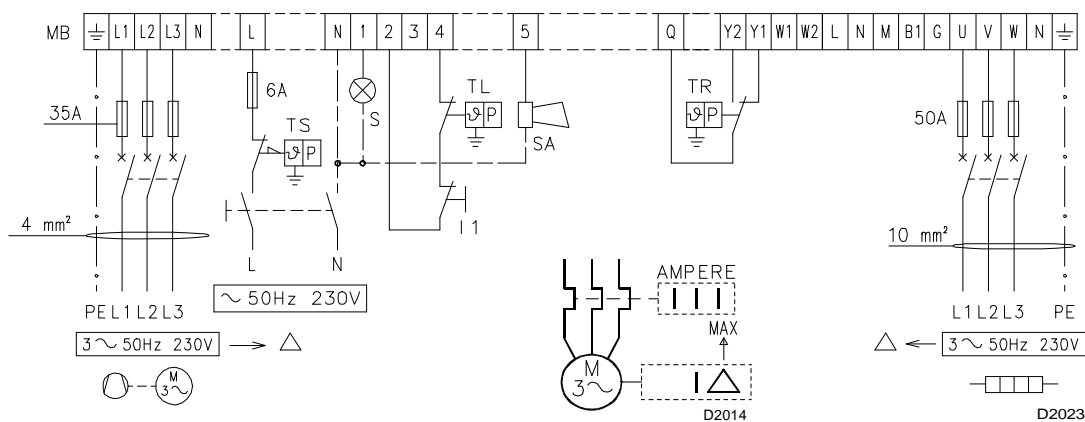 MB ⏚ L1 L2 L3 N L N 1 2 3 4 5 Q Y2 Y1 W1 W2 L N M B1 G U V W N ⏚
35A 6A S TL TR 50A
TS ϑ P ϑ P SA ϑ P
I1
4 mm² 10 mm²
L N
PE L1 L2 L3 ~ 50Hz 230V AMPERE L1 L2 L3 PE
I I I
3 ~ 50Hz 230V → △ MAX △ ← 3 ~ 50Hz 230V
M 3~ M 3~ I △
D2014 D2023